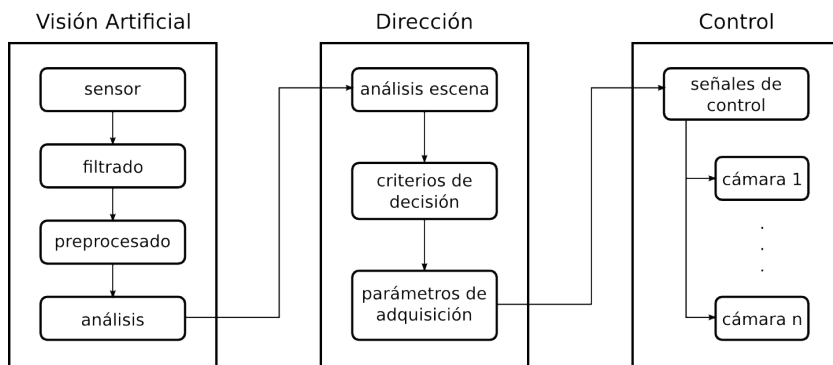 Visión Artificial
sensor
filtrado
preprocesado
análisis
Dirección
análisis escena
criterios de
decisión
parámetros de
adquisición
Control
señales de
control
cámara 1
.
.
.
cámara n